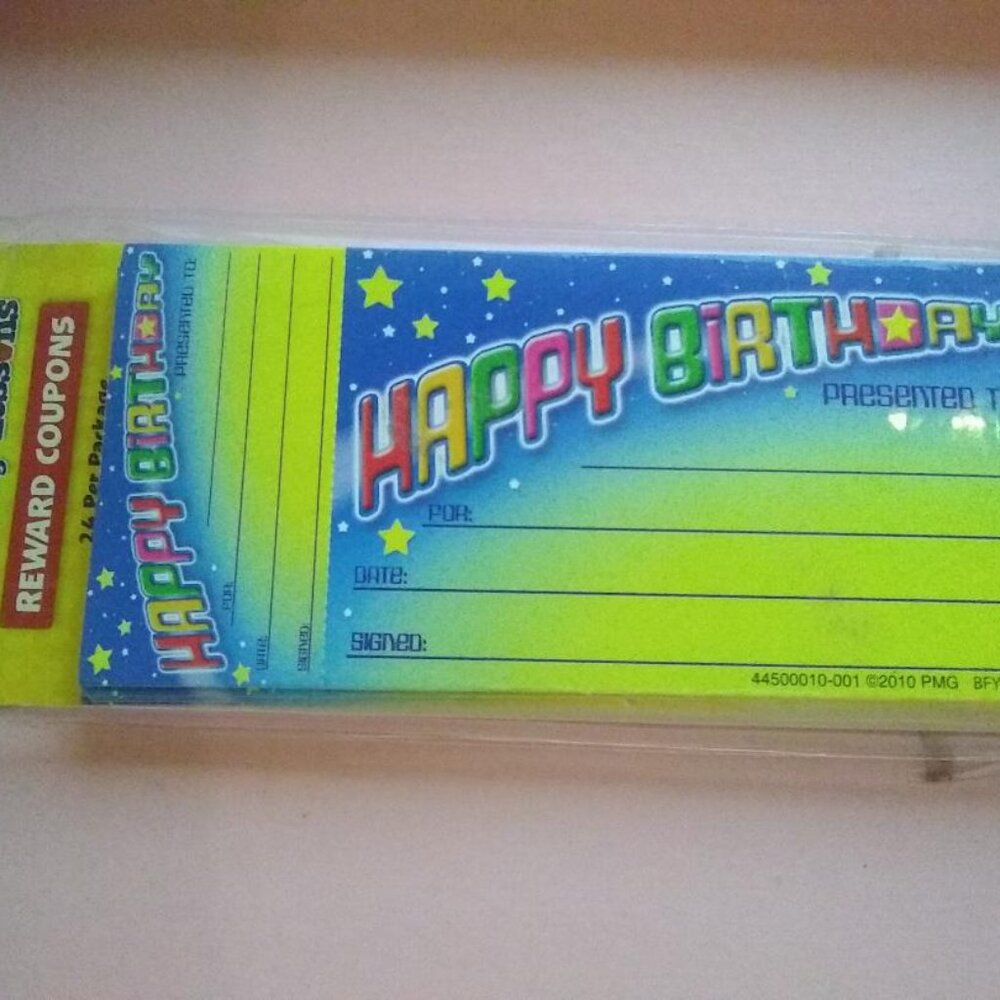 REWARD COUPONS
24 Per Package
HAPPY BIRTHDAY
PRESENTED TO:
FOR:
DATE:
SIGNED:
HAPPY BIRTHDAY
PRESENTED T
FOR:
DATE:
SIGNED:
44500010-001 ©2010 PMG BFY